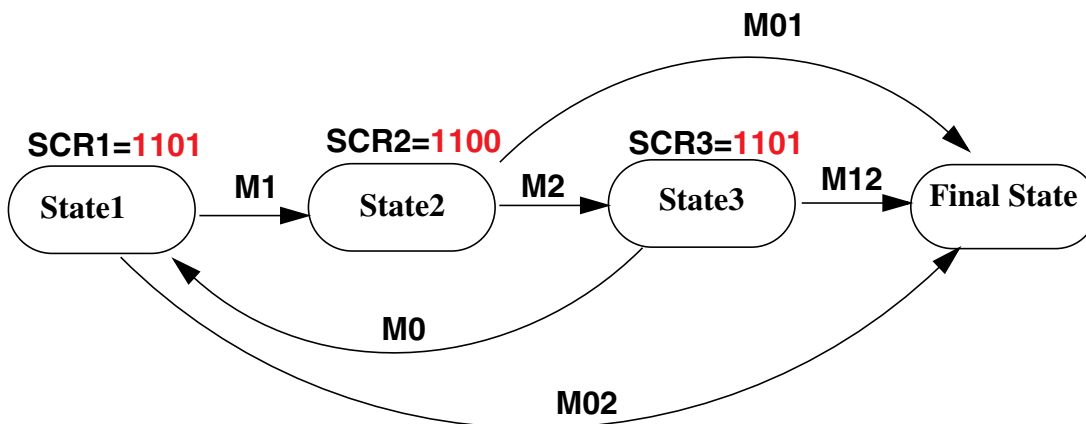 M01
SCR1=1101
SCR2=1100
SCR3=1101
State1
M1
State2
M2
State3
M12
Final State
M0
M02